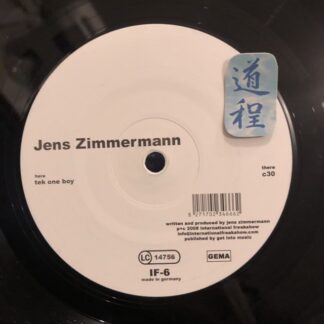 道
程
Jens Zimmermann
here
tek one boy
there
c30
written and produced by jens zimmermann
p+c 2008 international freakshow
info@internationalfreakshow.com
published by get into music
LC 14756
GEMA
IF-6
made in germany